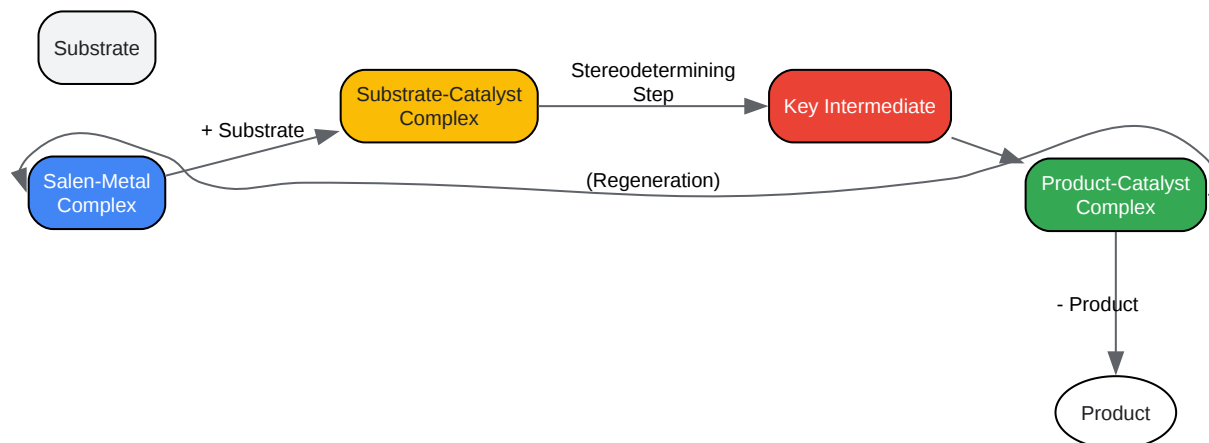 Substrate
Stereodetermining
Step
Substrate-Catalyst
Complex
Key Intermediate
+ Substrate
Salen-Metal
Complex
(Regeneration)
Product-Catalyst
Complex
- Product
Product